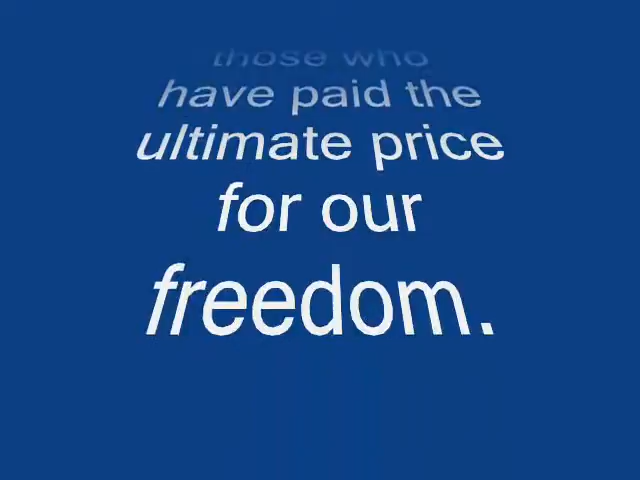 those who
have paid the
ultimate price
for our
freedom.